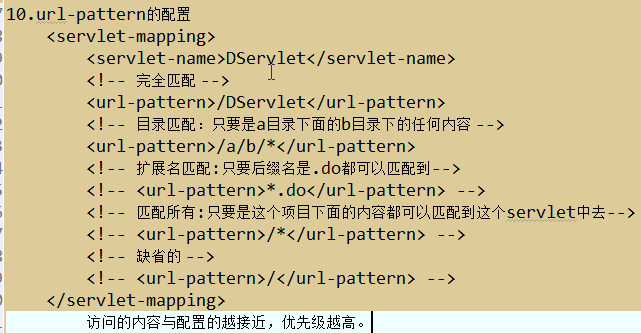 10.url-pattern的配置
<servlet-mapping>
<servlet-name>DServlet</servlet-name>
<!-- 完全匹配 -->
<url-pattern>/DServlet</url-pattern>
<!-- 目录匹配：只要是a目录下面的b目录下的任何内容 -->
<url-pattern>/a/b/*</url-pattern>
<!-- 扩展名匹配:只要后缀名是.do都可以匹配到-->
<!-- <url-pattern>*.do</url-pattern> -->
<!-- 匹配所有:只要是这个项目下面的内容都可以匹配到这个servlet中去-->
<!-- <url-pattern>/*</url-pattern> -->
<!-- 缺省的 -->
<!-- <url-pattern>/</url-pattern> -->
</servlet-mapping>
访问的内容与配置的越接近，优先级越高。